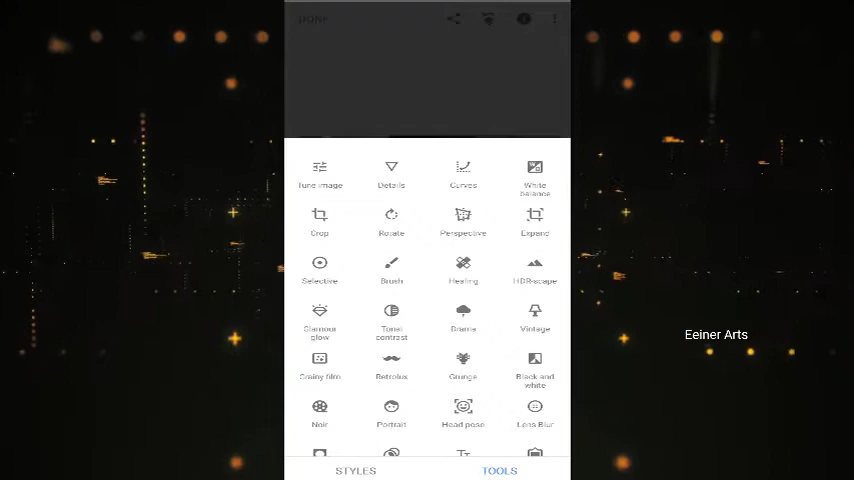 DONE
Tune image Details Curves White balance
Crop Rotate Perspective Expand
Selective Brush Healing HDR-scape
Glamour glow Tonal contrast Drama Vintage
Eeiner Arts
Grainy film Retrolux Grunge Black and white
Noir Portrait Head pose Lens Blur
STYLES TOOLS